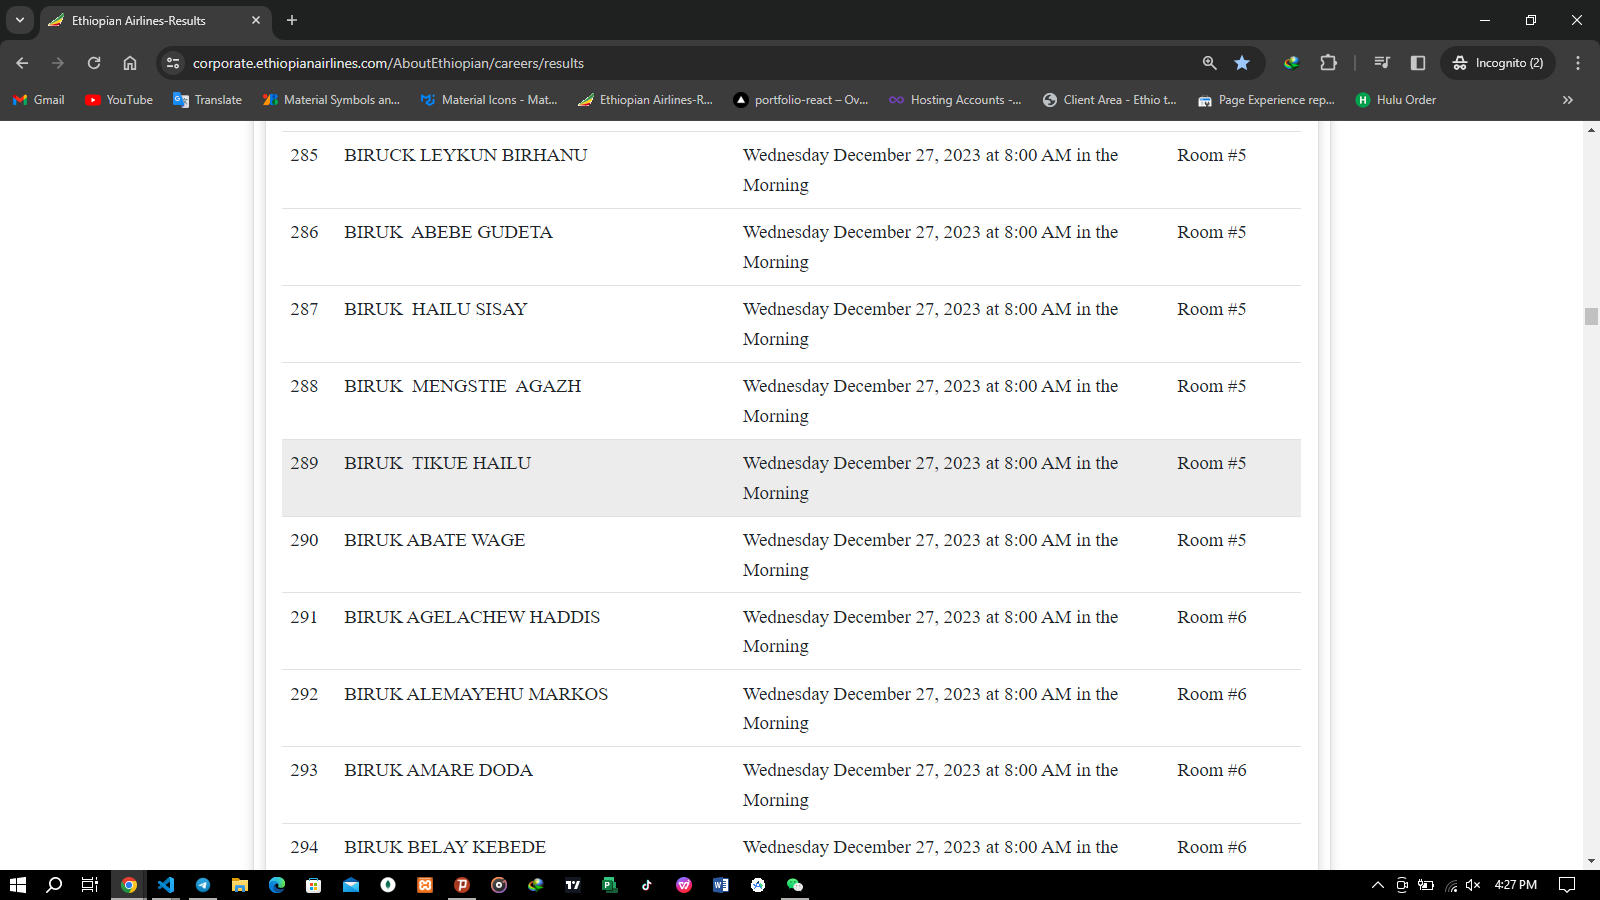 Ethiopian Airlines-Results
corporate.ethiopianairlines.com/AboutEthiopian/careers/results
Incognito (2)
Gmail
YouTube
Translate
Material Symbols an...
Material Icons - Mat...
Ethiopian Airlines-R...
portfolio-react – Ov...
Hosting Accounts -...
Client Area - Ethio t...
Page Experience rep...
Hulu Order
285 BIRUCK LEYKUN BIRHANU Wednesday December 27, 2023 at 8:00 AM in the Room #5
Morning
286 BIRUK  ABEBE GUDETA Wednesday December 27, 2023 at 8:00 AM in the Room #5
Morning
287 BIRUK  HAILU SISAY Wednesday December 27, 2023 at 8:00 AM in the Room #5
Morning
288 BIRUK  MENGSTIE  AGAZH Wednesday December 27, 2023 at 8:00 AM in the Room #5
Morning
289 BIRUK  TIKUE HAILU Wednesday December 27, 2023 at 8:00 AM in the Room #5
Morning
290 BIRUK ABATE WAGE Wednesday December 27, 2023 at 8:00 AM in the Room #5
Morning
291 BIRUK AGELACHEW HADDIS Wednesday December 27, 2023 at 8:00 AM in the Room #6
Morning
292 BIRUK ALEMAYEHU MARKOS Wednesday December 27, 2023 at 8:00 AM in the Room #6
Morning
293 BIRUK AMARE DODA Wednesday December 27, 2023 at 8:00 AM in the Room #6
Morning
294 BIRUK BELAY KEBEDE Wednesday December 27, 2023 at 8:00 AM in the Room #6
4:27 PM